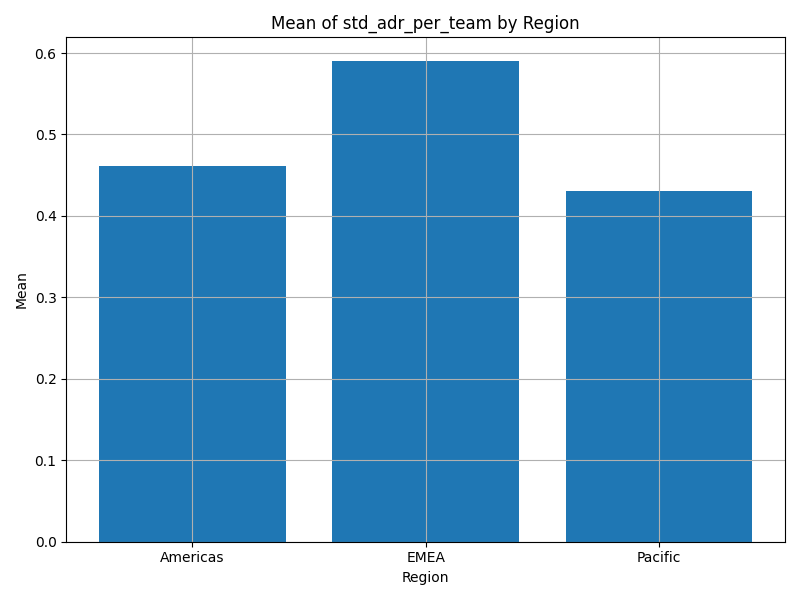 Mean of std_adr_per_team by Region
0.6
0.5
0.4
0.3
0.2
0.1
0.0
Mean
Americas
EMEA
Pacific
Region